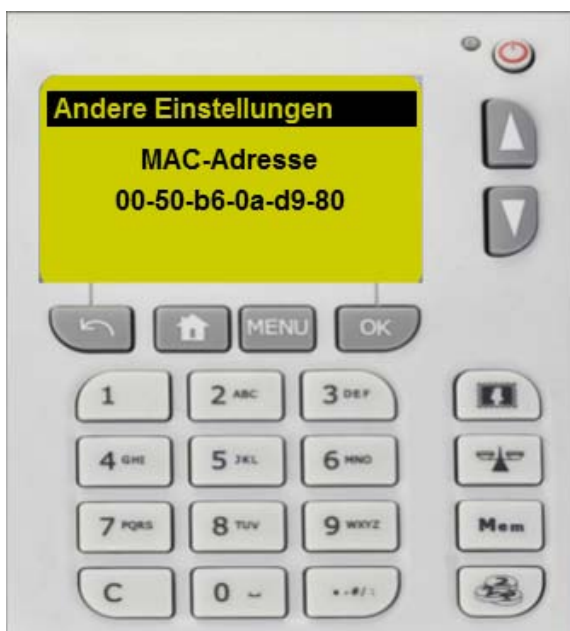 Andere Einstellungen
MAC-Adresse
00-50-b6-0a-d9-80
MENU OK
1 2 ABC 3 DEF
4 GHI 5 JKL 6 MNO
7 PQRS 8 TUV 9 WXYZ Mem
C 0